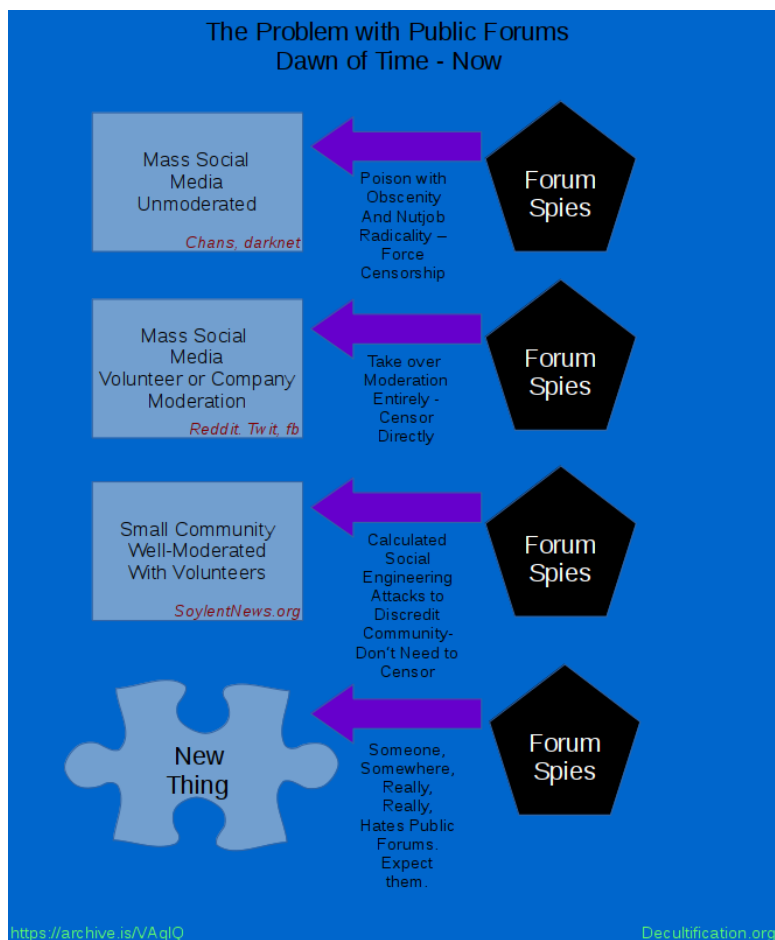 The Problem with Public Forums
Dawn of Time - Now
Mass Social
Media
Unmoderated
Chans, darknet
Poison with
Obscenity
And Nutjob
Radicality –
Force
Censorship
Forum
Spies
Mass Social
Media
Volunteer or Company
Moderation
Reddit. Twit, fb
Take over
Moderation
Entirely -
Censor
Directly
Forum
Spies
Small Community
Well-Moderated
With Volunteers
SoylentNews.org
Calculated
Social
Engineering
Attacks to
Discredit
Community-
Don't Need to
Censor
Forum
Spies
New
Thing
Someone,
Somewhere,
Really,
Really,
Hates Public
Forums.
Expect
them.
Forum
Spies
https://archive.is/VAqlQ
Decultification.org